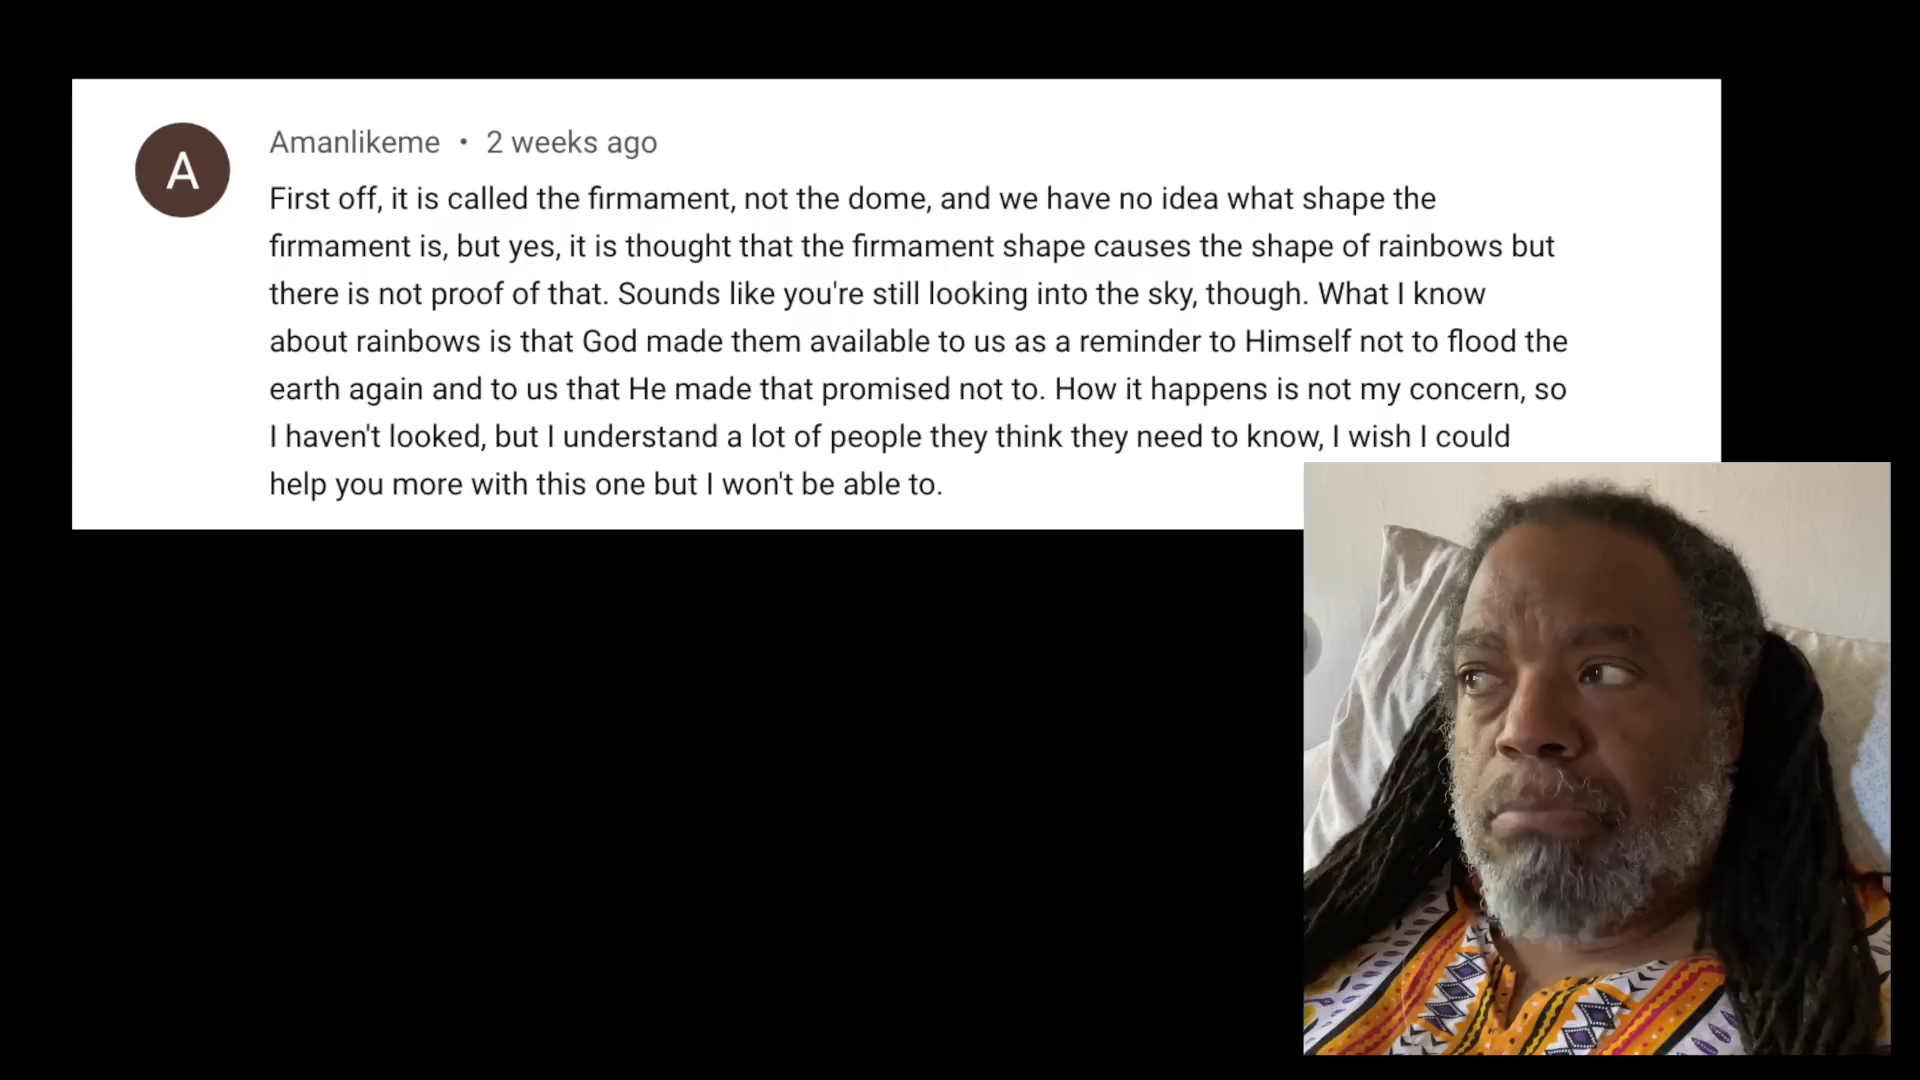 A
Amanlikeme • 2 weeks ago
First off, it is called the firmament, not the dome, and we have no idea what shape the
firmament is, but yes, it is thought that the firmament shape causes the shape of rainbows but
there is not proof of that. Sounds like you're still looking into the sky, though. What I know
about rainbows is that God made them available to us as a reminder to Himself not to flood the
earth again and to us that He made that promised not to. How it happens is not my concern, so
I haven't looked, but I understand a lot of people they think they need to know, I wish I could
help you more with this one but I won't be able to.